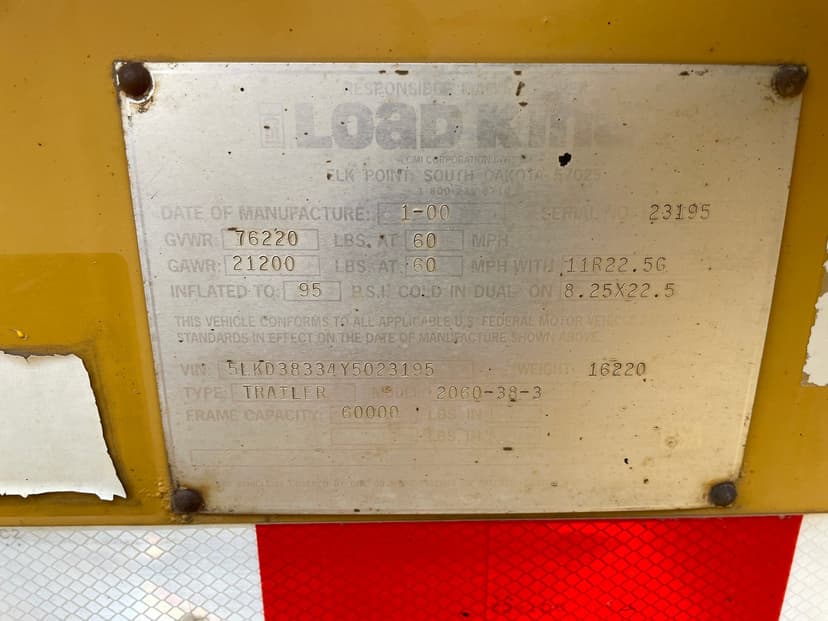 RESPONSIBLE
LOAD KING
CMI CORPORATION
ELK POINT, SOUTH DAKOTA 57025
DATE OF MANUFACTURE: 1-00 SERIAL NO. 23195
GVWR: 76220 LBS. AT 60 MPH
GAWR: 21200 LBS. AT 60 MPH WITH 11R22.5G
INFLATED TO: 95 P.S.I. COLD IN DUAL ON 8.25X22.5
THIS VEHICLE CONFORMS TO ALL APPLICABLE U.S. FEDERAL MOTOR VEHICLE
STANDARDS IN EFFECT ON THE DATE OF MANUFACTURE SHOWN ABOVE.
VIN: 5LKD38334Y5023195 WEIGHT: 16220
TYPE: TRAILER MODEL 2060-38-3
FRAME CAPACITY: 60000 LBS IN
LBS IN